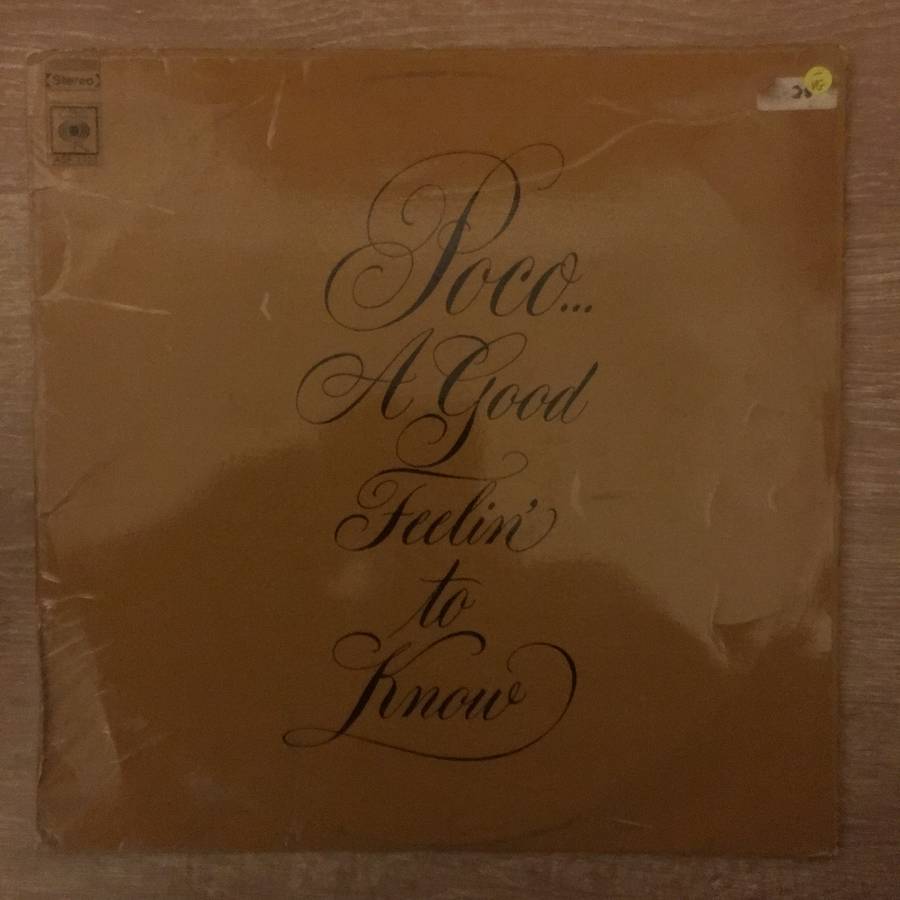 Stereo
Poco...
A Good
Feelin'
to
Know